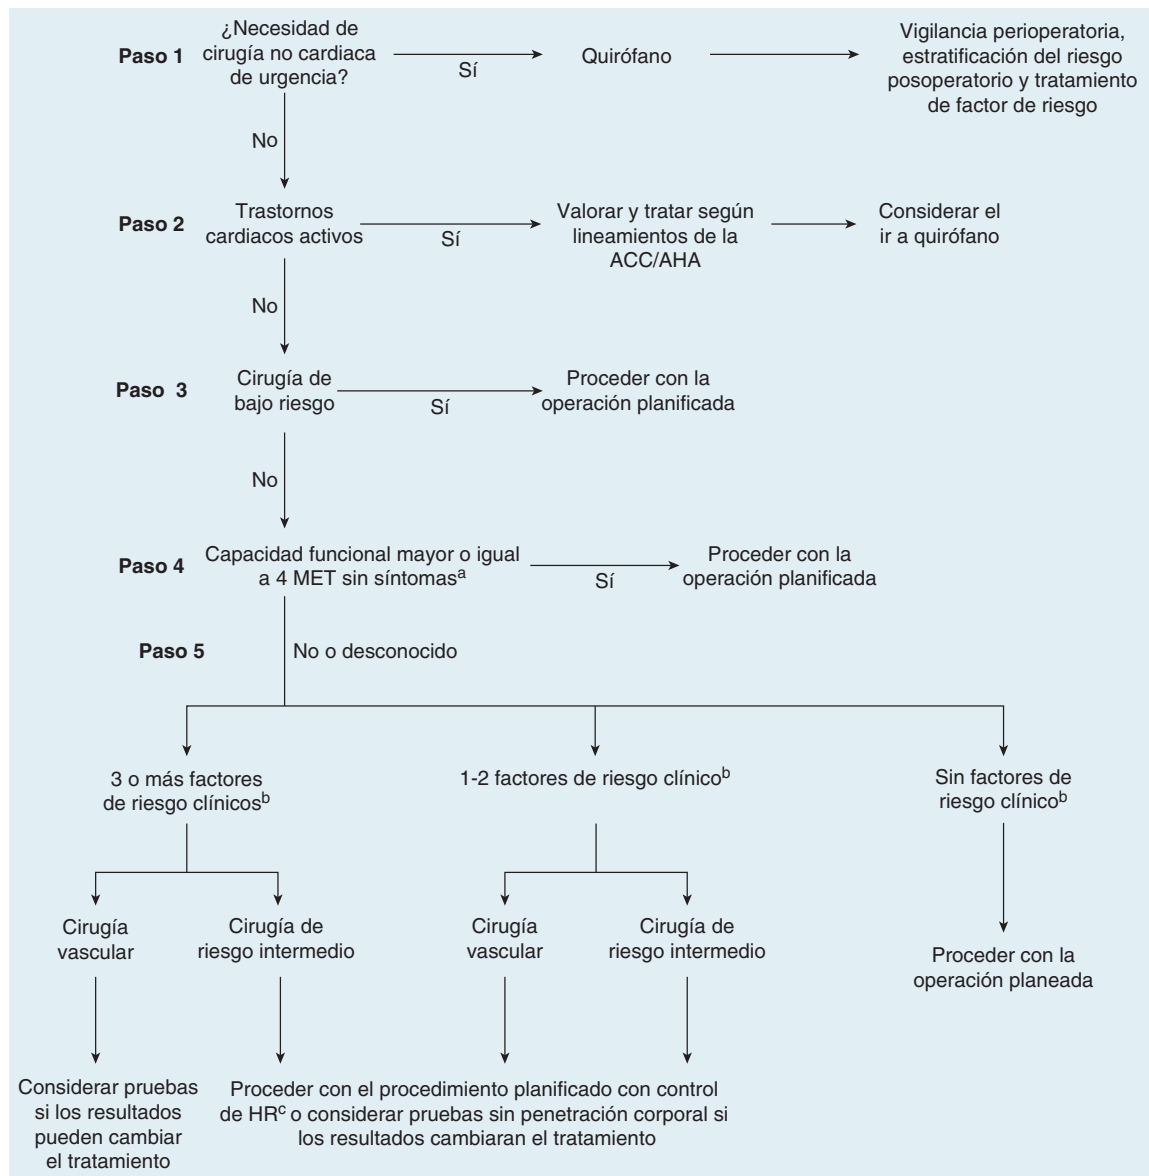 Paso 1
¿Necesidad de
cirugía no cardiaca
de urgencia?
Sí
Quirófano
Vigilancia perioperatoria,
estratificación del riesgo
posoperatorio y tratamiento
de factor de riesgo
No
Paso 2
Trastornos
cardiacos activos
Sí
Valorar y tratar según
lineamientos de la
ACC/AHA
Considerar el
ir a quirófano
No
Paso 3
Cirugía de
bajo riesgo
Sí
Proceder con la
operación planificada
No
Paso 4
Capacidad funcional mayor o igual
a 4 MET sin síntomasᵃ
Sí
Proceder con la
operación planificada
Paso 5
No o desconocido
3 o más factores
de riesgo clínicosᵇ
1-2 factores de riesgo clínicoᵇ
Sin factores de
riesgo clínicoᵇ
Cirugía
vascular
Cirugía de
riesgo intermedio
Cirugía
vascular
Cirugía de
riesgo intermedio
Proceder con la
operación planeada
Considerar pruebas
si los resultados
pueden cambiar
el tratamiento
Proceder con el procedimiento planificado con control
de HRᶜ o considerar pruebas sin penetración corporal si
los resultados cambiaran el tratamiento